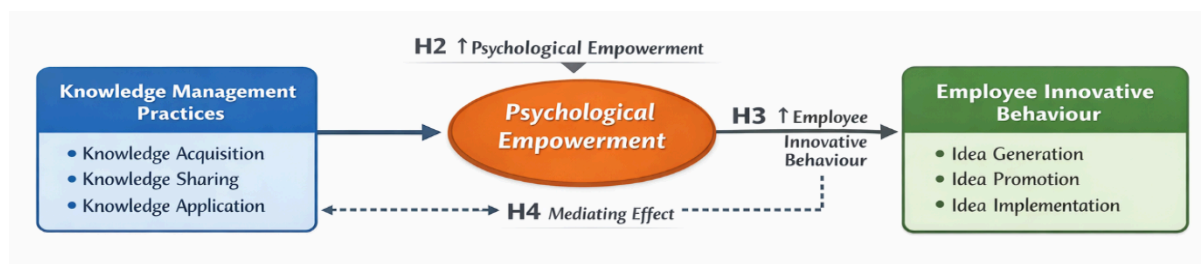 H2 ↑ Psychological Empowerment
Knowledge Management
Practices
• Knowledge Acquisition
• Knowledge Sharing
• Knowledge Application
Psychological
Empowerment
H3 ↑ Employee
Innovative
Behaviour
H4 Mediating Effect
Employee Innovative
Behaviour
• Idea Generation
• Idea Promotion
• Idea Implementation